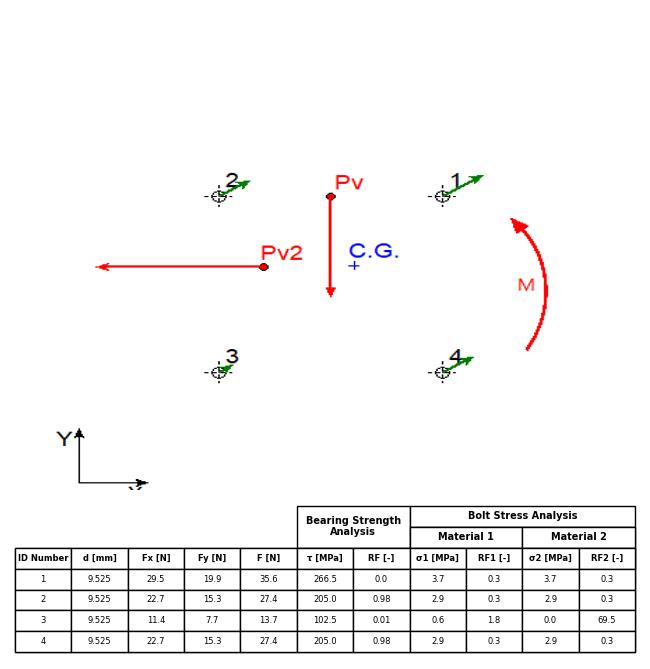 2
1
Pv
Pv2
C.G.
M
3
4
Y
Bearing Strength Analysis
Bolt Stress Analysis
Material 1 Material 2
ID Number d [mm] Fx [N] Fy [N] F [N] τ [MPa] RF [-] σ1 [MPa] RF1 [-] σ2 [MPa] RF2 [-]
1 9.525 29.5 19.9 35.6 266.5 0.0 3.7 0.3 3.7 0.3
2 9.525 22.7 15.3 27.4 205.0 0.98 2.9 0.3 2.9 0.3
3 9.525 11.4 7.7 13.7 102.5 0.01 0.6 1.8 0.0 69.5
4 9.525 22.7 15.3 27.4 205.0 0.98 2.9 0.3 2.9 0.3